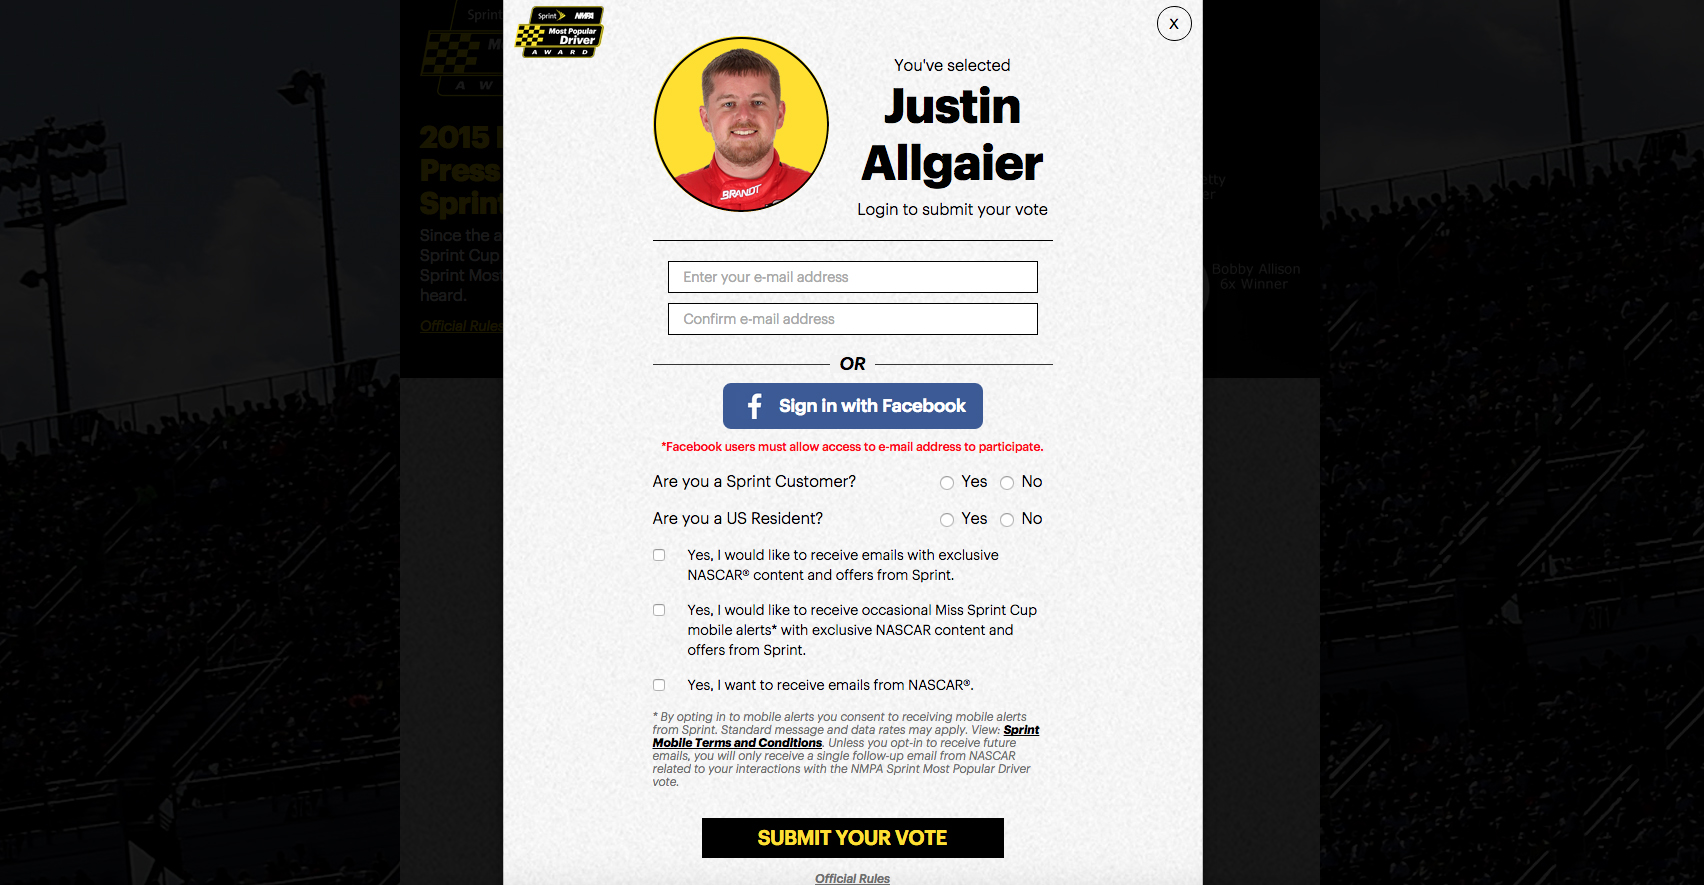 Sprint
NMPA
Most Popular
Driver
AWARD
X
You've selected
Justin
Allgaier
Login to submit your vote
BRANDT
Enter your e-mail address
Confirm e-mail address
OR
f Sign in with Facebook
*Facebook users must allow access to e-mail address to participate.
Are you a Sprint Customer? Yes No
Are you a US Resident? Yes No
Yes, I would like to receive emails with exclusive
NASCAR® content and offers from Sprint.
Yes, I would like to receive occasional Miss Sprint Cup
mobile alerts* with exclusive NASCAR content and
offers from Sprint.
Yes, I want to receive emails from NASCAR®.
* By opting in to mobile alerts you consent to receiving mobile alerts
from Sprint. Standard message and data rates may apply. View: Sprint
Mobile Terms and Conditions. Unless you opt-in to receive future
emails, you will only receive a single follow-up email from NASCAR
related to your interactions with the NMPA Sprint Most Popular Driver
vote.
SUBMIT YOUR VOTE
Official Rules
Sprint
M
AW
2015
Press
Sprint
Since the a
Sprint Cup
Sprint Most
heard.
Official Rules
etty
er
Bobby Allison
6x Winner